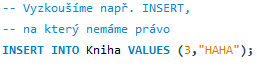 -- Vyzkoušíme např. INSERT,
-- na který nemáme právo
INSERT INTO Kniha VALUES (3,"HAHA");